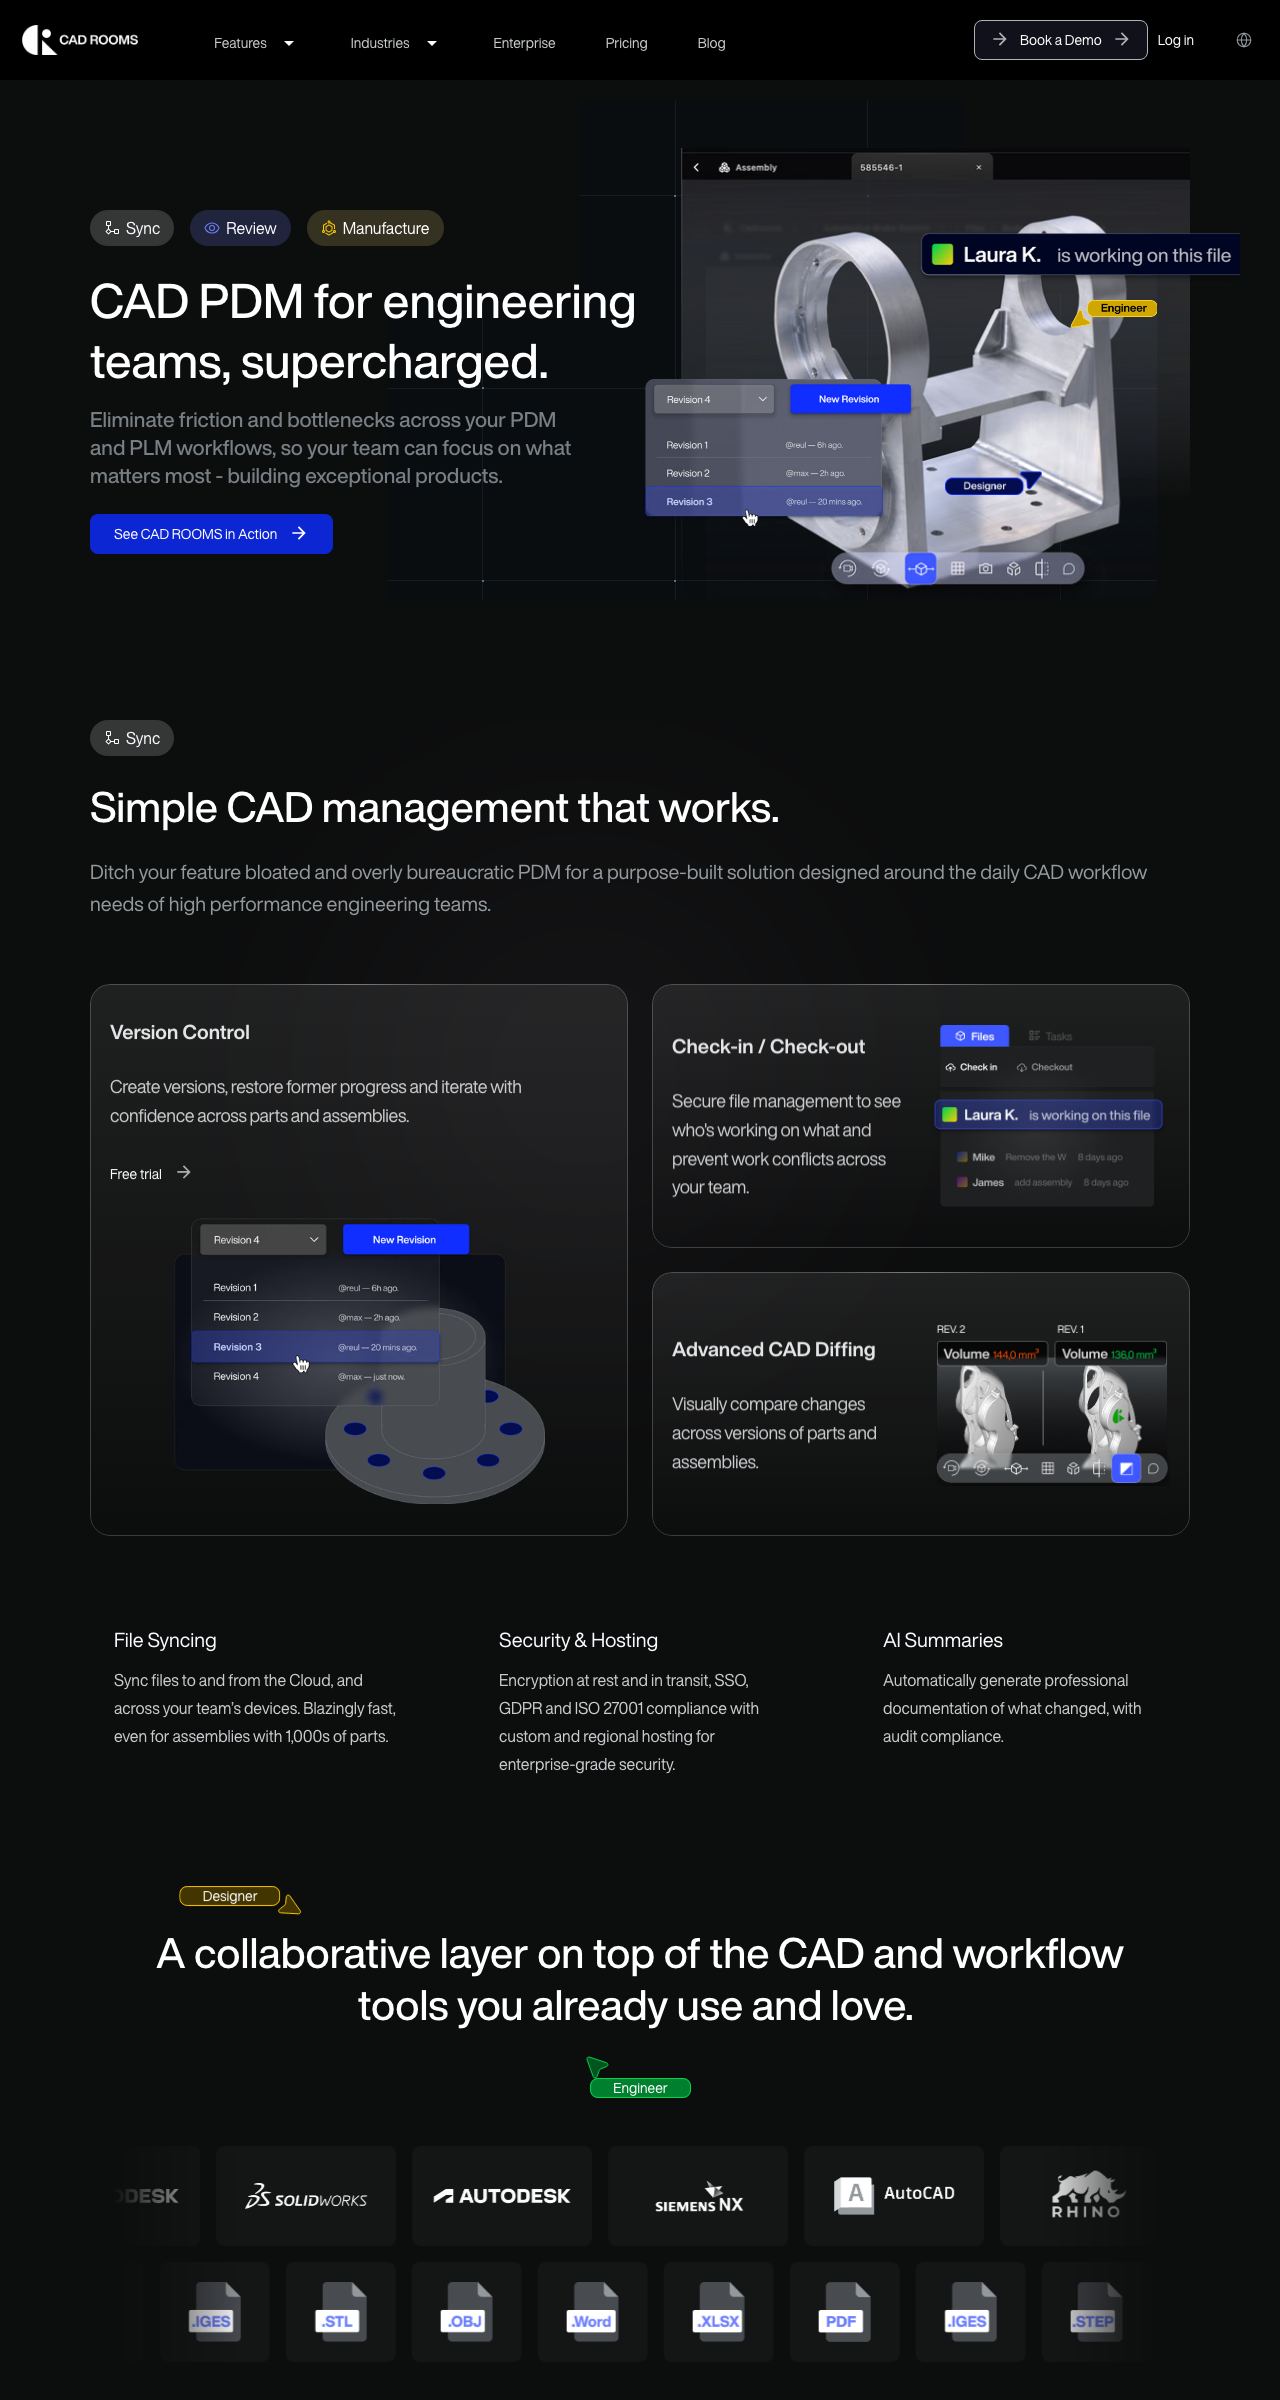 CAD ROOMS
Features
Industries
Enterprise
Pricing
Blog
Book a Demo
Log in
Sync
Review
Manufacture
CAD PDM for engineering
teams, supercharged.
Eliminate friction and bottlenecks across your PDM
and PLM workflows, so your team can focus on what
matters most - building exceptional products.
See CAD ROOMS in Action
Assembly
585546-1
Laura K. is working on this file
Engineer
Revision 4
New Revision
Revision 1 @reul — 6h ago.
Revision 2 @max — 2h ago.
Revision 3 @reul — 20 mins ago.
Designer
Sync
Simple CAD management that works.
Ditch your feature bloated and overly bureaucratic PDM for a purpose-built solution designed around the daily CAD workflow
needs of high performance engineering teams.
Version Control
Create versions, restore former progress and iterate with
confidence across parts and assemblies.
Free trial
Revision 4
New Revision
Revision 1 @reul — 6h ago.
Revision 2 @max — 2h ago.
Revision 3 @reul — 20 mins ago.
Revision 4 @max — just now.
Check-in / Check-out
Secure file management to see
who's working on what and
prevent work conflicts across
your team.
Files
Tasks
Check in
Checkout
Laura K. is working on this file
Mike Remove the W 8 days ago
James add assembly 8 days ago
Advanced CAD Diffing
Visually compare changes
across versions of parts and
assemblies.
REV. 2
REV. 1
Volume 144,0 mm³
Volume 136,0 mm³
File Syncing
Sync files to and from the Cloud, and
across your team's devices. Blazingly fast,
even for assemblies with 1,000s of parts.
Security & Hosting
Encryption at rest and in transit, SSO,
GDPR and ISO 27001 compliance with
custom and regional hosting for
enterprise-grade security.
AI Summaries
Automatically generate professional
documentation of what changed, with
audit compliance.
Designer
A collaborative layer on top of the CAD and workflow
tools you already use and love.
Engineer
DESK
SOLIDWORKS
AUTODESK
SIEMENS NX
A AutoCAD
RHINO
.IGES
.STL
.OBJ
.Word
.XLSX
PDF
.IGES
.STEP